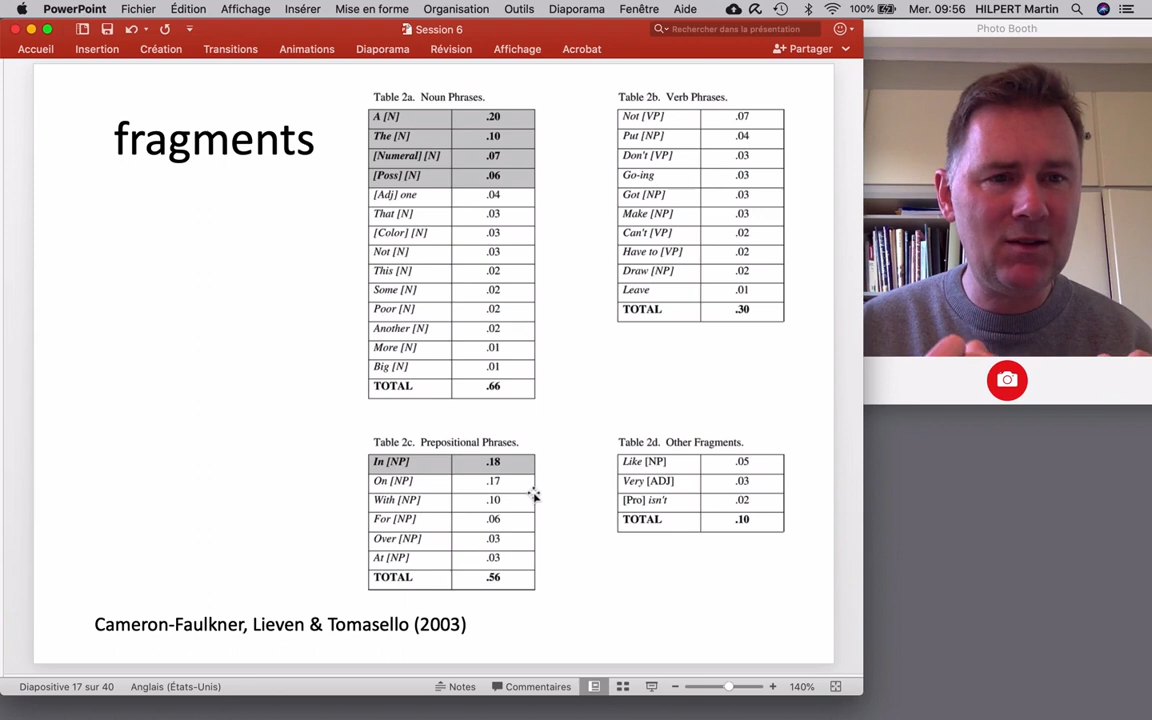 PowerPoint Fichier Édition Affichage Insérer Mise en forme Organisation Outils Diaporama Fenêtre Aide 100% Mer. 09:56 HILPERT Martin
Session 6
Rechercher dans la présentation
Photo Booth
Accueil Insertion Création Transitions Animations Diaporama Révision Affichage Acrobat Partager
fragments
Table 2a. Noun Phrases.
A [N] .20
The [N] .10
[Numeral] [N] .07
[Poss] [N] .06
[Adj] one .04
That [N] .03
[Color] [N] .03
Not [N] .03
This [N] .02
Some [N] .02
Poor [N] .02
Another [N] .02
More [N] .01
Big [N] .01
TOTAL .66
Table 2b. Verb Phrases.
Not [VP] .07
Put [NP] .04
Don't [VP] .03
Go-ing .03
Got [NP] .03
Make [NP] .03
Can't [VP] .02
Have to [VP] .02
Draw [NP] .02
Leave .01
TOTAL .30
Table 2c. Prepositional Phrases.
In [NP] .18
On [NP] .17
With [NP] .10
For [NP] .06
Over [NP] .03
At [NP] .03
TOTAL .56
Table 2d. Other Fragments.
Like [NP] .05
Very [ADJ] .03
[Pro] isn't .02
TOTAL .10
Cameron-Faulkner, Lieven & Tomasello (2003)
Diapositive 17 sur 40 Anglais (États-Unis) Notes Commentaires 140%